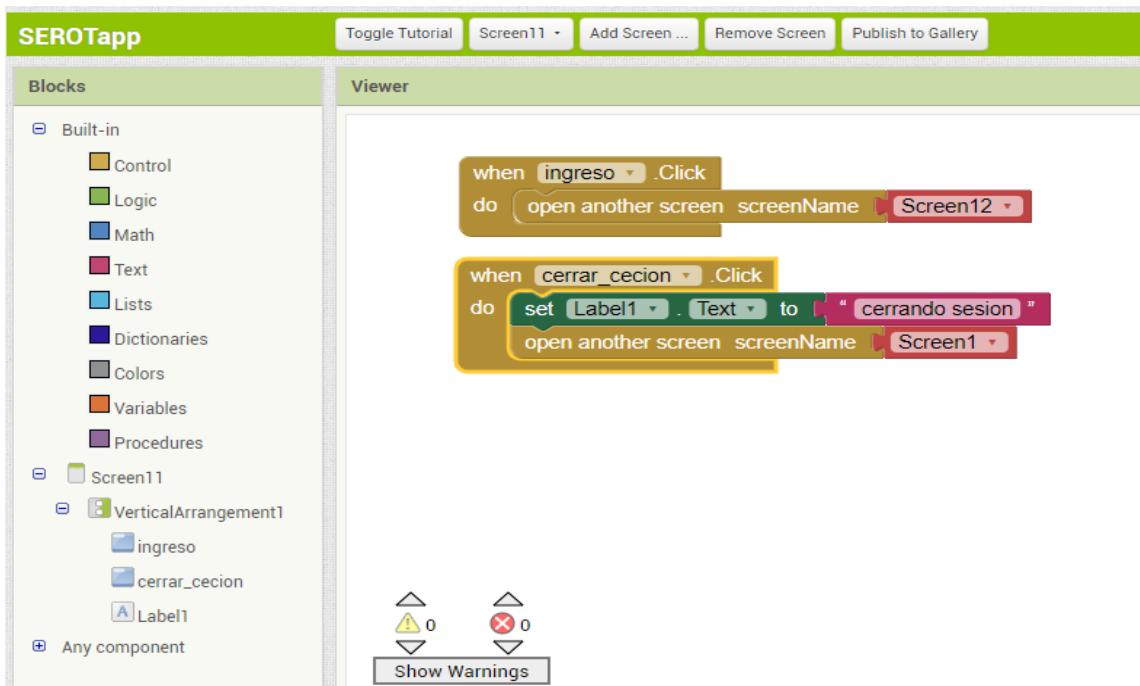 SEROTapp
Toggle Tutorial Screen11 Add Screen ... Remove Screen Publish to Gallery
Blocks
Viewer
Built-in
Control
Logic
Math
Text
Lists
Dictionaries
Colors
Variables
Procedures
Screen11
VerticalArrangement1
ingreso
cerrar_cecion
Label1
Any component
when ingreso .Click
do open another screen screenName Screen12
when cerrar_cecion .Click
do set Label1 . Text to " cerrando sesion "
open another screen screenName Screen1
0 0
Show Warnings